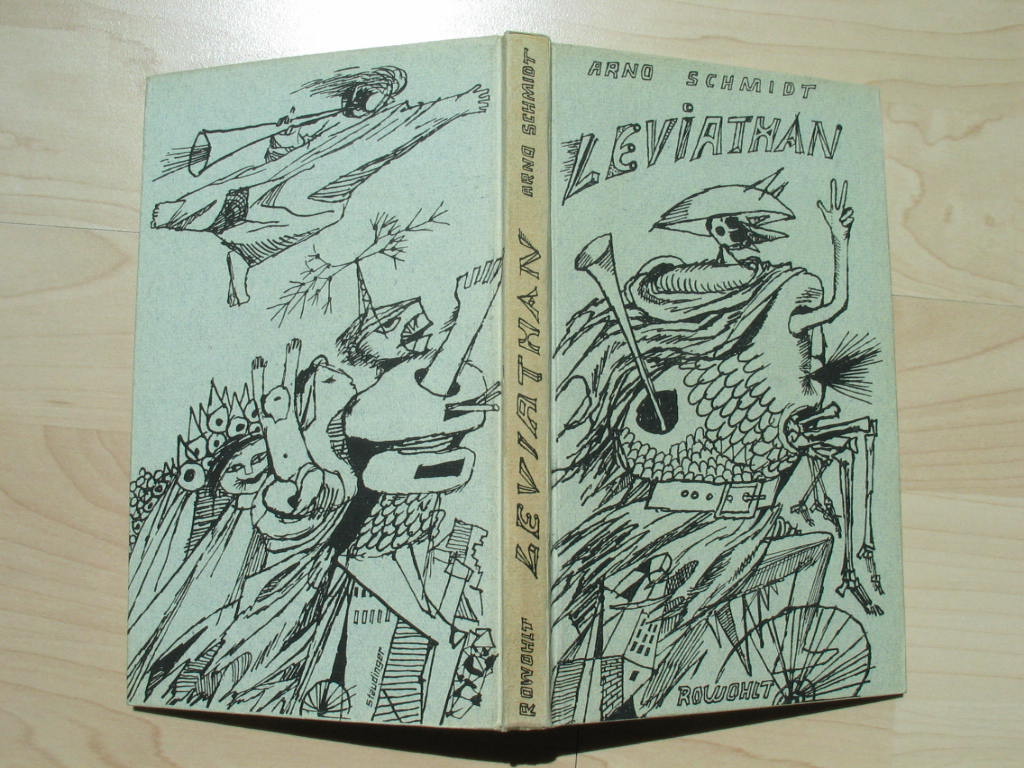 ARNO SCHMIDT
LEViATHAN
ROWOHLT
ARNO SCHMIDT
LEVIATHAN
ROWOHLT
Staudinger